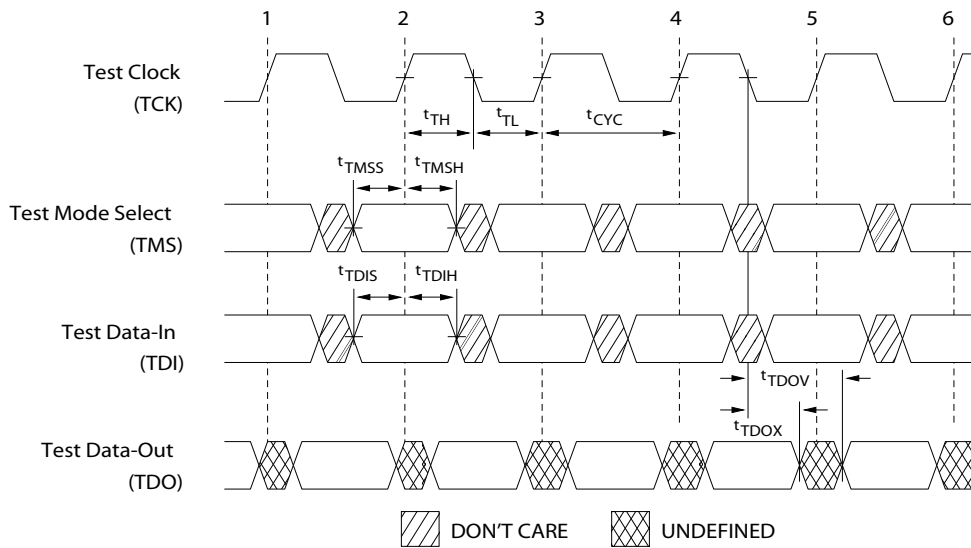 1 2 3 4 5 6
Test Clock
(TCK)
tTH
tTL
tCYC
tTMSS
tTMSH
Test Mode Select
(TMS)
tTDIS
tTDIH
Test Data-In
(TDI)
tTDOV
tTDOX
Test Data-Out
(TDO)
DON'T CARE
UNDEFINED